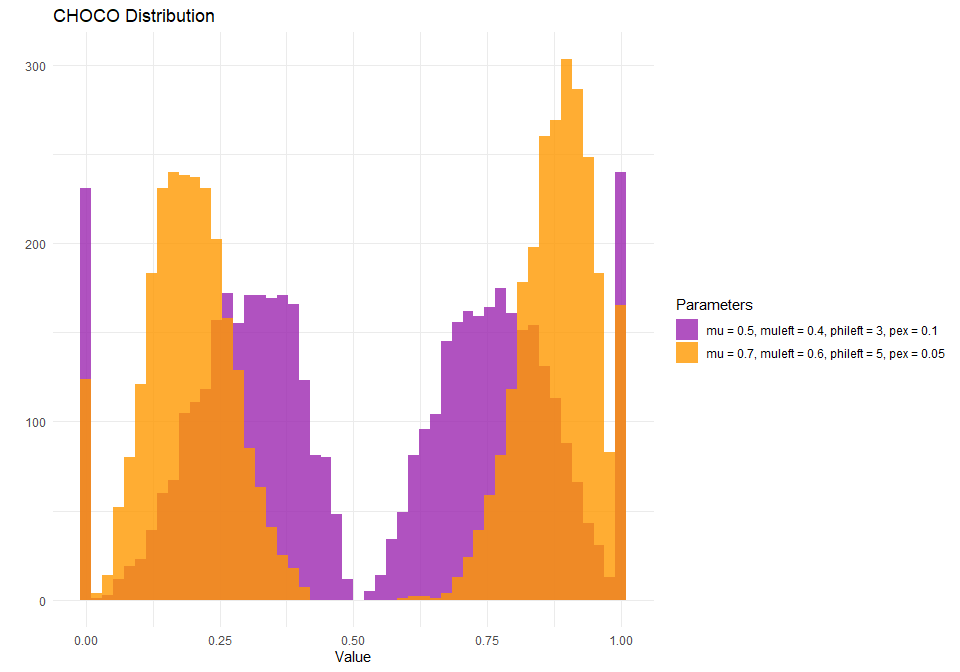 CHOCO Distribution
300
200
100
0
0.00 0.25 0.50 0.75 1.00
Value
Parameters
mu = 0.5, muleft = 0.4, phileft = 3, pex = 0.1
mu = 0.7, muleft = 0.6, phileft = 5, pex = 0.05